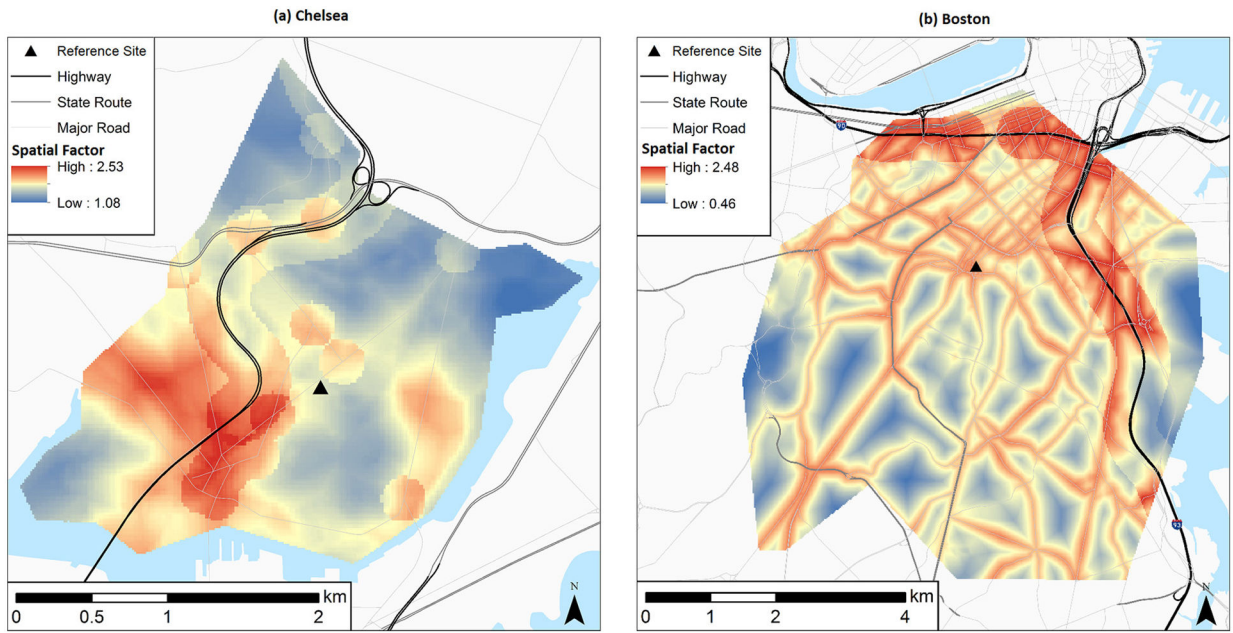 (a) Chelsea
Reference Site
Highway
State Route
Major Road
Spatial Factor
High : 2.53
Low : 1.08
N
km
0 0.5 1 2
(b) Boston
Reference Site
Highway
State Route
Major Road
Spatial Factor
High : 2.48
Low : 0.46
90
93
N
km
0 1 2 4